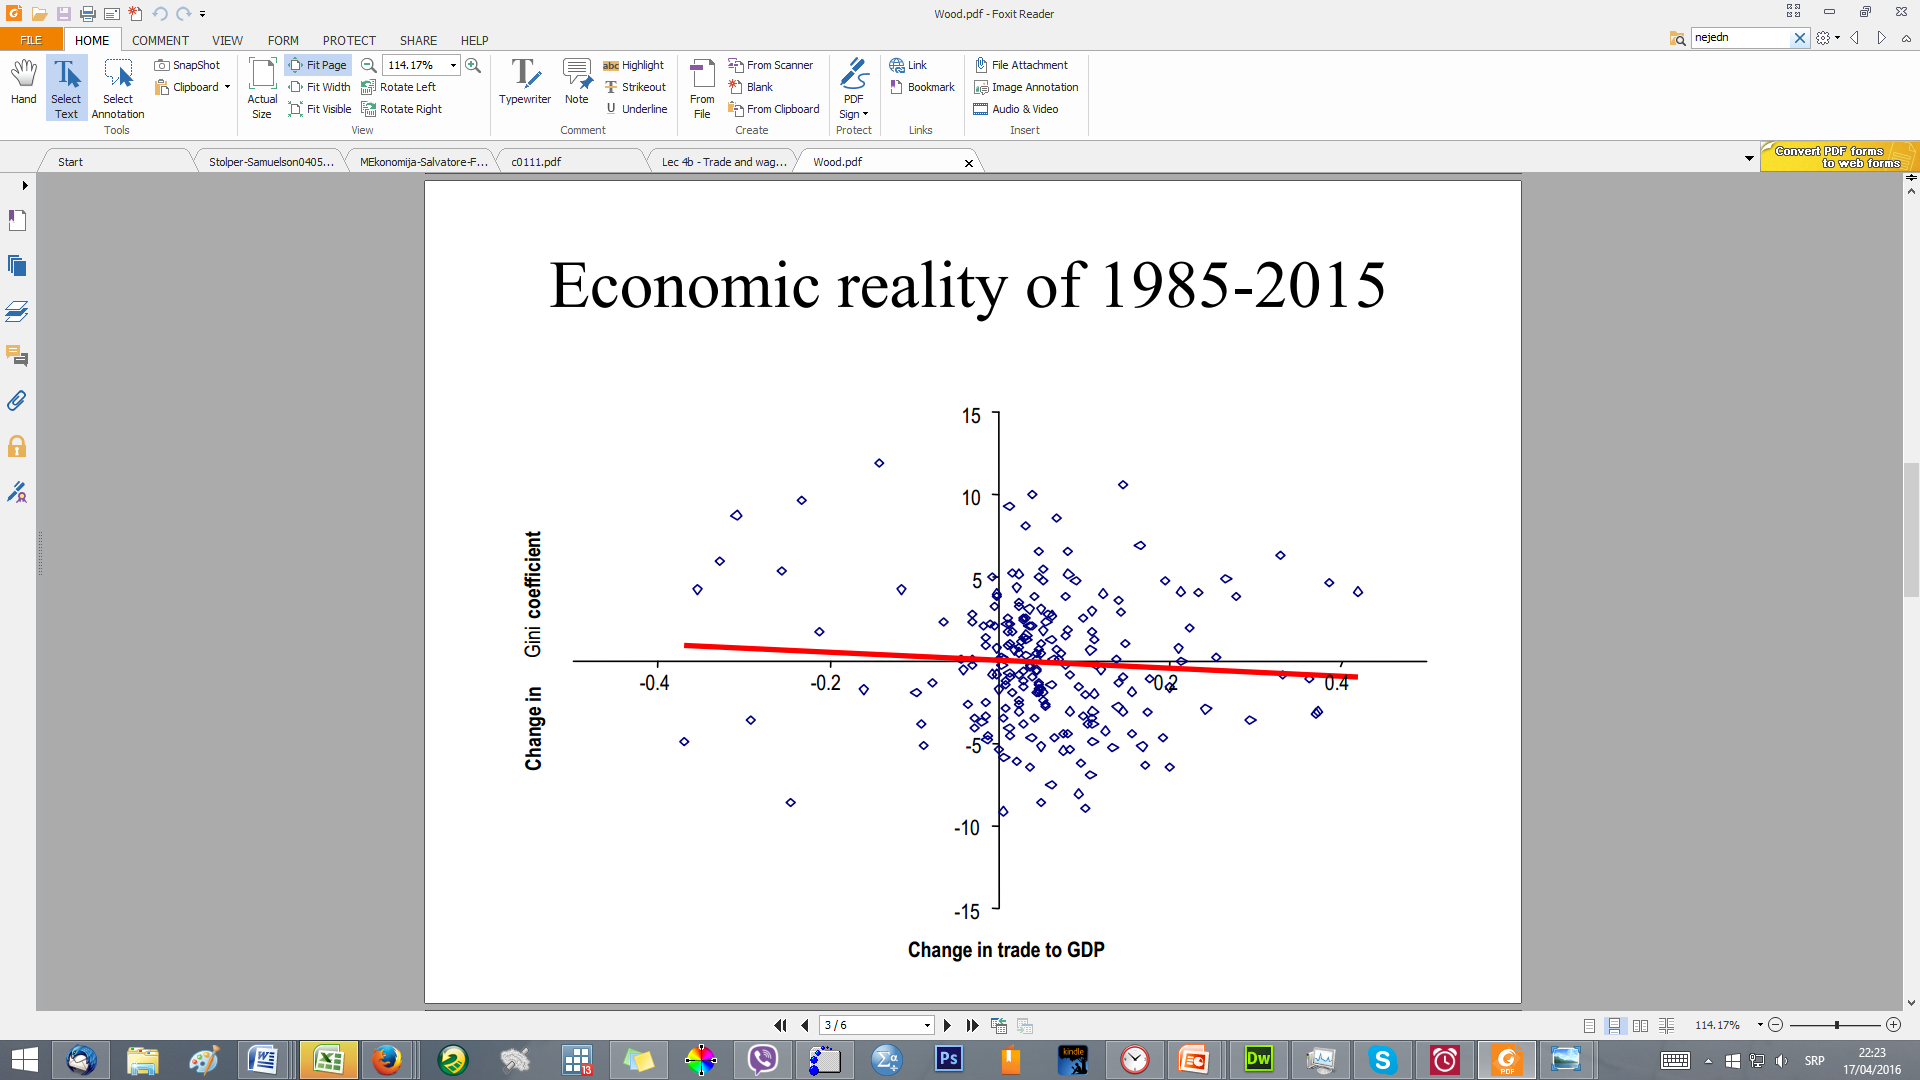 Wood.pdf - Foxit Reader
FILE HOME COMMENT VIEW FORM PROTECT SHARE HELP
nejedn
Hand
Select
Text
Select
Annotation
SnapShot
Clipboard
Tools
Actual
Size
Fit Page
Fit Width
Fit Visible
114.17%
Rotate Left
Rotate Right
View
Typewriter
Note
abc Highlight
T Strikeout
U Underline
Comment
From
File
From Scanner
Blank
From Clipboard
Create
PDF
Sign
Protect
Link
Bookmark
Links
File Attachment
Image Annotation
Audio & Video
Insert
Start
Stolper-Samuelson0405...
MEkonomija-Salvatore-F...
c0111.pdf
Lec 4b - Trade and wag...
Wood.pdf
Convert PDF forms
to web forms
Economic reality of 1985-2015
15
10
5
-5
-10
-15
-0.4
-0.2
0.2
0.4
Change in Gini coefficient
Change in trade to GDP
3 / 6
114.17%
13
Ps
kindle
Dw
S
PDF
SRP
22:23
17/04/2016